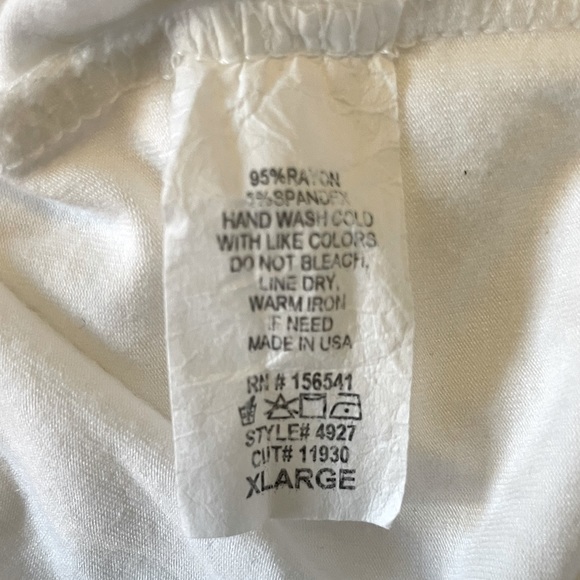 95%RAYON
5%SPANDEX
HAND WASH COLD
WITH LIKE COLORS
DO NOT BLEACH,
LINE DRY,
WARM IRON
IF NEED
MADE IN USA
RN # 156541
STYLE# 4927
CUT# 11930
XLARGE